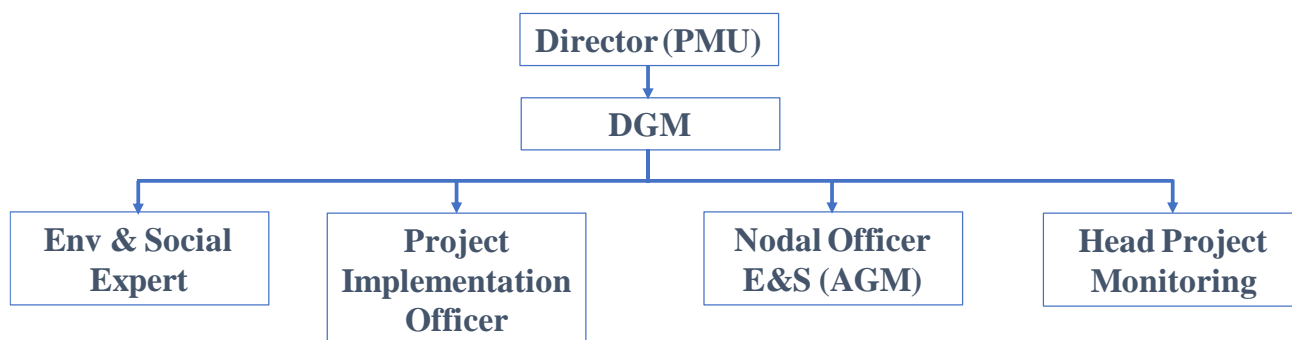 Director (PMU)
DGM
Env & Social
Expert
Project
Implementation
Officer
Nodal Officer
E&S (AGM)
Head Project
Monitoring